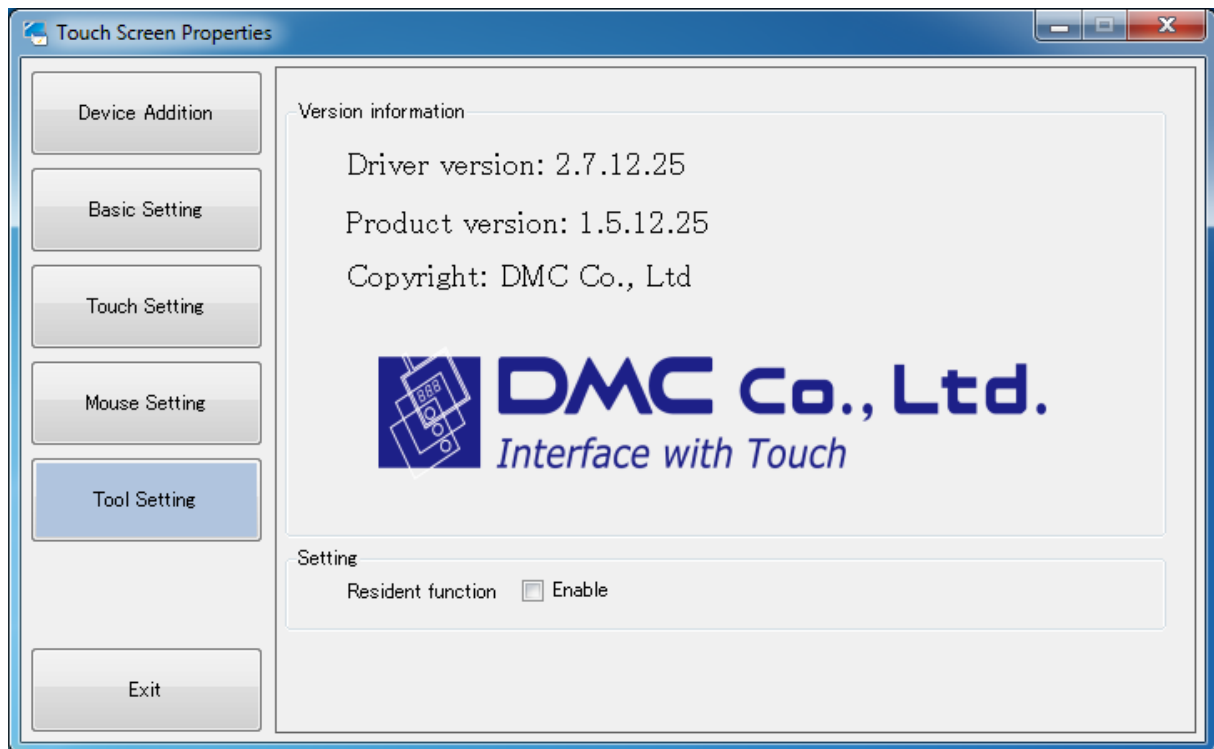 Touch Screen Properties
Device Addition
Basic Setting
Touch Setting
Mouse Setting
Tool Setting
Exit
Version information
Driver version: 2.7.12.25
Product version: 1.5.12.25
Copyright: DMC Co., Ltd
888
DMC Co., Ltd.
Interface with Touch
Setting
Resident function Enable